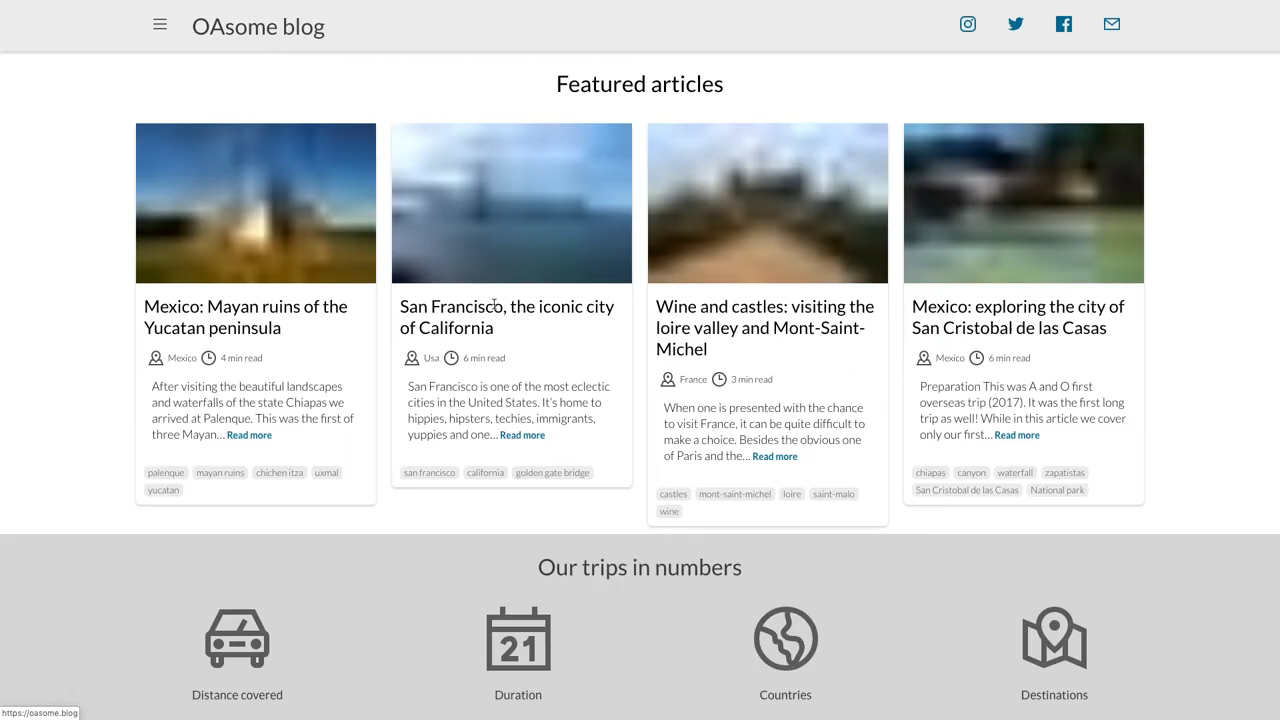 OAsome blog
Featured articles
Mexico: Mayan ruins of the
Yucatan peninsula
Mexico 4 min read
After visiting the beautiful landscapes
and waterfalls of the state Chiapas we
arrived at Palenque. This was the first of
three Mayan... Read more
palenque mayan ruins chichen itza uxmal
yucatan
San Francisco, the iconic city
of California
Usa 6 min read
San Francisco is one of the most eclectic
cities in the United States. It's home to
hippies, hipsters, techies, immigrants,
yuppies and one... Read more
san francisco california golden gate bridge
Wine and castles: visiting the
loire valley and Mont-Saint-
Michel
France 3 min read
When one is presented with the chance
to visit France, it can be quite difficult to
make a choice. Besides the obvious one
of Paris and the... Read more
castles mont-saint-michel loire saint-malo
wine
Mexico: exploring the city of
San Cristobal de las Casas
Mexico 6 min read
Preparation This was A and O first
overseas trip (2017). It was the first long
trip as well! While in this article we cover
only our first... Read more
chiapas canyon waterfall zapatistas
San Cristobal de las Casas National park
Our trips in numbers
21
Distance covered
Duration
Countries
Destinations
https://oasome.blog